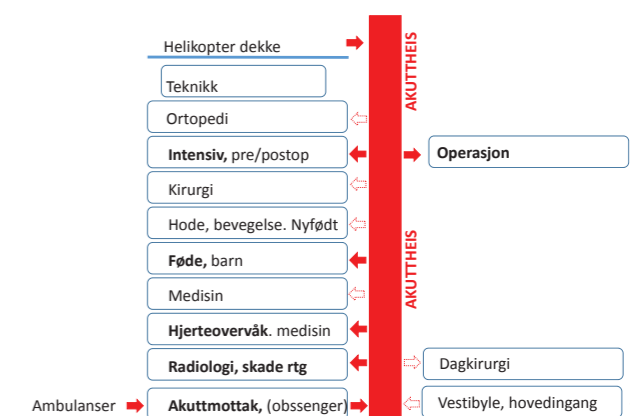 Helikopter dekke
AKUTTHEIS
Teknikk
Ortopedi
Intensiv, pre/postop
Operasjon
Kirurgi
Hode, bevegelse. Nyfødt
AKUTTHEIS
Føde, barn
Medisin
Hjerteovervåk. medisin
Radiologi, skade rtg
Dagkirurgi
Ambulanser
Akuttmottak, (obssenger)
Vestibyle, hovedingang